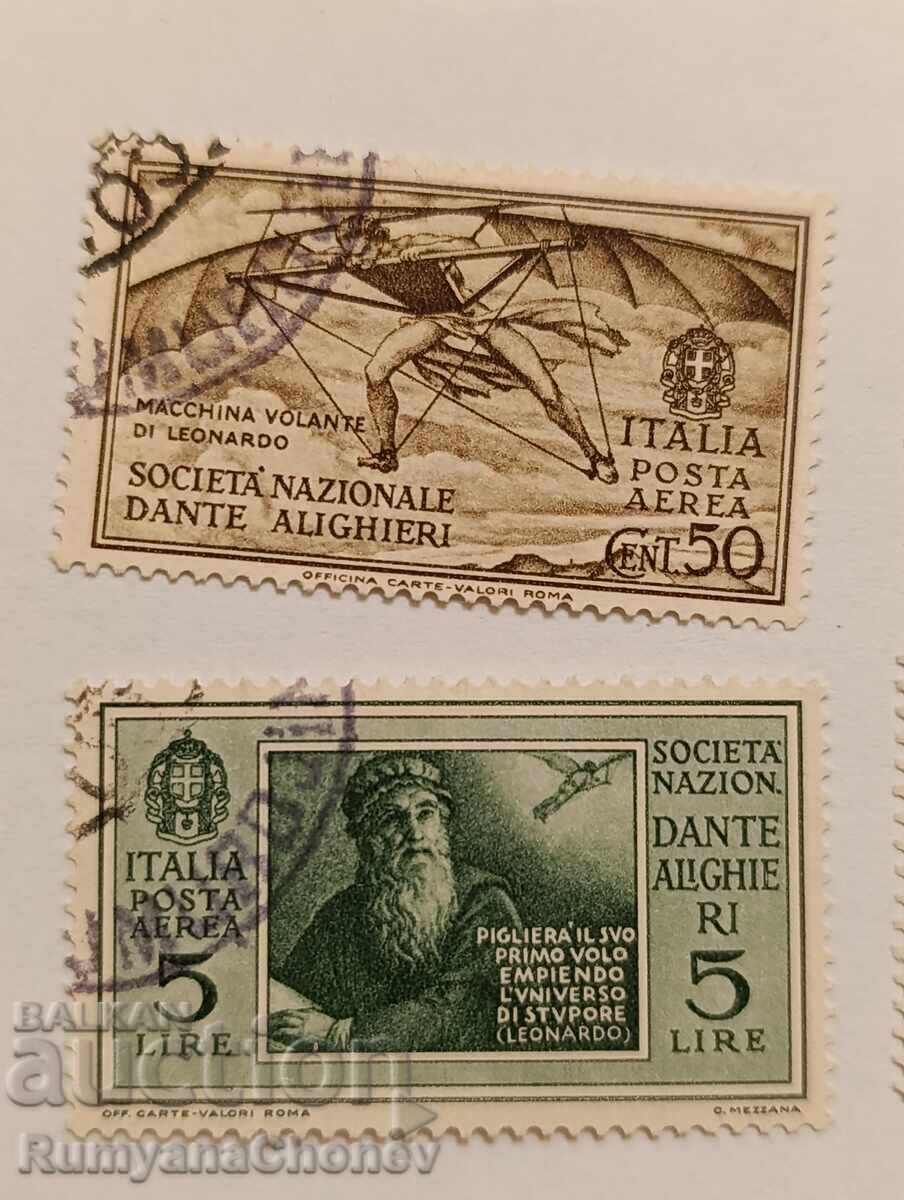 MACCHINA VOLANTE
DI LEONARDO
SOCIETÀ NAZIONALE
DANTE ALIGHIERI
ITALIA
POSTA
AEREA
CENT. 50
OFFICINA CARTE-VALORI ROMA
ITALIA
POSTA
AEREA
5
LIRE
PIGLIERÀ IL SVO
PRIMO VOLO
EMPIENDO
L'VNIVERSO
DI STVPORE
(LEONARDO)
SOCIETÀ
NAZION.
DANTE
ALIGHIE
RI
5
LIRE
OFF. CARTE-VALORI ROMA
C. MEZZANA
BALKAN
auction
RumyanaChonev